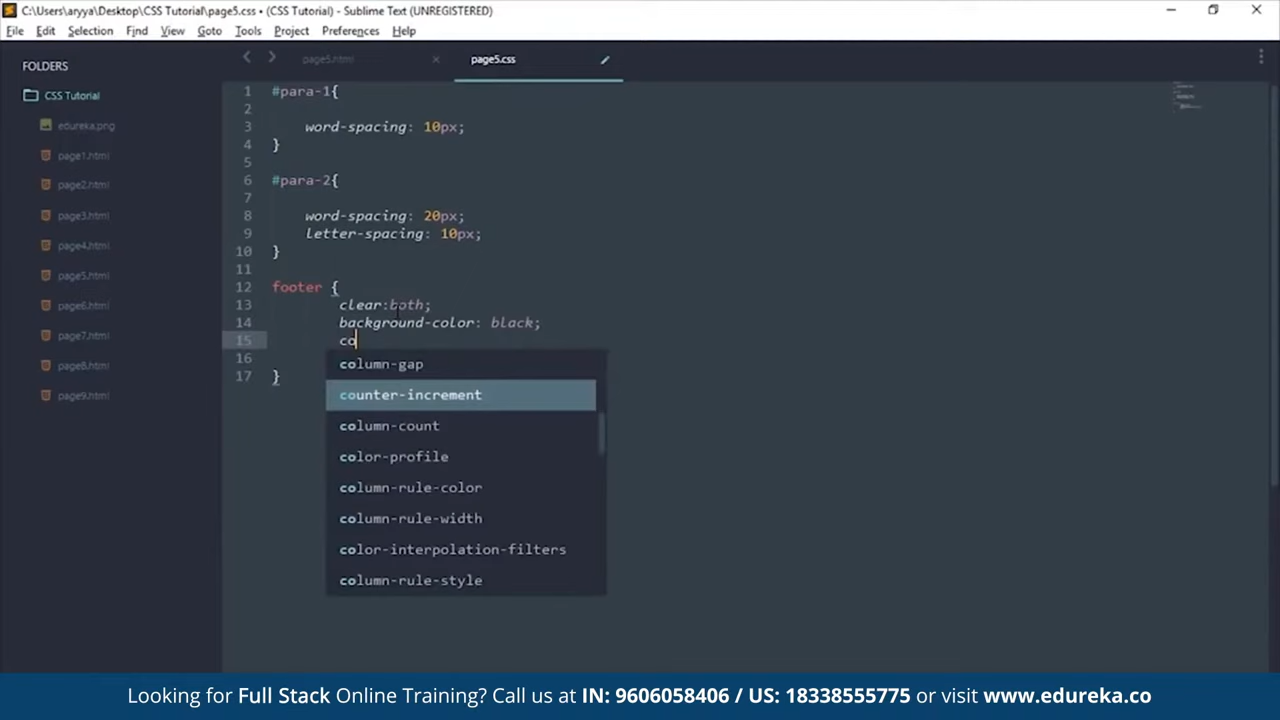 C:\Users\aryya\Desktop\CSS Tutorial\page5.css • (CSS Tutorial) - Sublime Text (UNREGISTERED)
File Edit Selection Find View Goto Tools Project Preferences Help
FOLDERS
CSS Tutorial
edureka.png
page1.html
page2.html
page3.html
page4.html
page5.html
page6.html
page7.html
page8.html
page9.html
page5.html
page5.css
1 #para-1{
2
3 word-spacing: 10px;
4 }
5
6 #para-2{
7
8 word-spacing: 20px;
9 letter-spacing: 10px;
10 }
11
12 footer {
13 clear:both;
14 background-color: black;
15 co
16
17 }
column-gap
counter-increment
column-count
color-profile
column-rule-color
column-rule-width
color-interpolation-filters
column-rule-style
Looking for Full Stack Online Training? Call us at IN: 9606058406 / US: 18338555775 or visit www.edureka.co